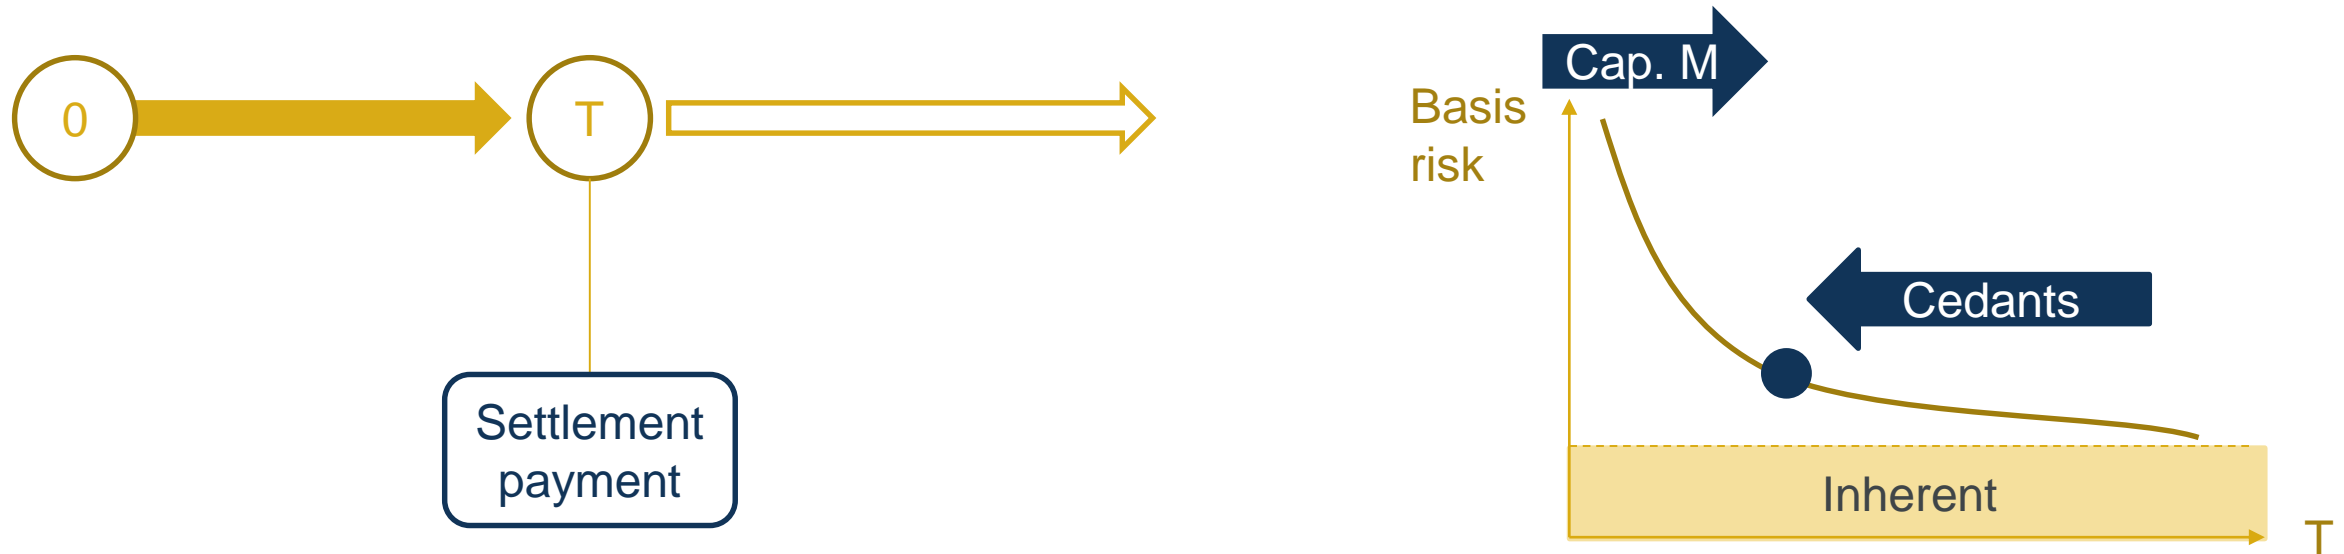 0
T
Settlement
payment
Cap. M
Basis
risk
Cedants
Inherent
T